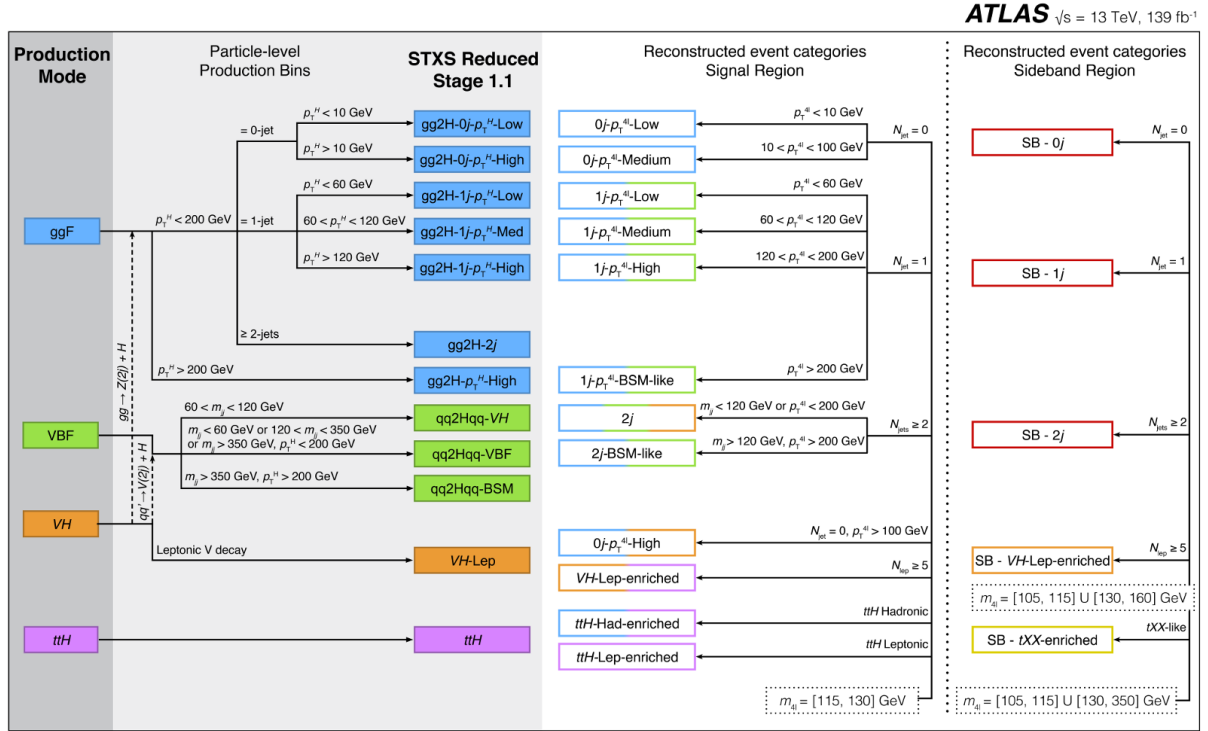 ATLAS √s = 13 TeV, 139 fb⁻¹
Production Mode
Particle-level Production Bins
STXS Reduced Stage 1.1
Reconstructed event categories Signal Region
Reconstructed event categories Sideband Region
ggF
VBF
VH
ttH
gg → Z(2j) + H
qq' → V(2j) + H
p_T^H < 200 GeV
= 0-jet
p_T^H < 10 GeV
gg2H-0j-p_T^H-Low
p_T^H > 10 GeV
gg2H-0j-p_T^H-High
= 1-jet
p_T^H < 60 GeV
gg2H-1j-p_T^H-Low
60 < p_T^H < 120 GeV
gg2H-1j-p_T^H-Med
p_T^H > 120 GeV
gg2H-1j-p_T^H-High
≥ 2-jets
gg2H-2j
p_T^H > 200 GeV
gg2H-p_T^H-High
60 < m_jj < 120 GeV
qq2Hqq-VH
m_jj < 60 GeV or 120 < m_jj < 350 GeV
or m_jj > 350 GeV, p_T^H < 200 GeV
qq2Hqq-VBF
m_jj > 350 GeV, p_T^H > 200 GeV
qq2Hqq-BSM
Leptonic V decay
VH-Lep
ttH
0j-p_T^4l-Low
p_T^4l < 10 GeV
N_jet = 0
0j-p_T^4l-Medium
10 < p_T^4l < 100 GeV
1j-p_T^4l-Low
p_T^4l < 60 GeV
1j-p_T^4l-Medium
60 < p_T^4l < 120 GeV
1j-p_T^4l-High
120 < p_T^4l < 200 GeV
N_jet = 1
1j-p_T^4l-BSM-like
p_T^4l > 200 GeV
2j
m_jj < 120 GeV or p_T^4l < 200 GeV
N_jets ≥ 2
2j-BSM-like
m_jj > 120 GeV, p_T^4l > 200 GeV
0j-p_T^4l-High
N_jet = 0, p_T^4l > 100 GeV
VH-Lep-enriched
N_lep ≥ 5
ttH-Had-enriched
ttH Hadronic
ttH-Lep-enriched
ttH Leptonic
m_4l = [115, 130] GeV
SB - 0j
N_jet = 0
SB - 1j
N_jet = 1
SB - 2j
N_jets ≥ 2
SB - VH-Lep-enriched
N_lep ≥ 5
m_4l = [105, 115] U [130, 160] GeV
SB - tXX-enriched
tXX-like
m_4l = [105, 115] U [130, 350] GeV